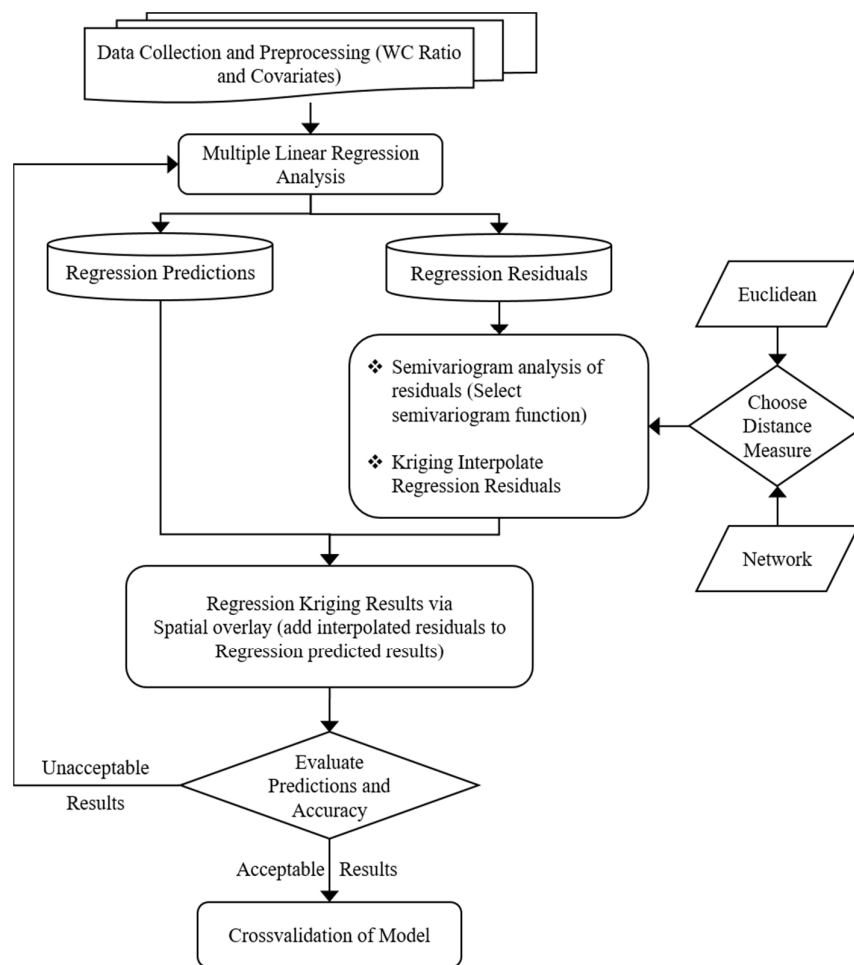 Data Collection and Preprocessing (WC Ratio
and Covariates)
Multiple Linear Regression
Analysis
Regression Predictions
Regression Residuals
Euclidean
❖ Semivariogram analysis of
residuals (Select
semivariogram function)
❖ Kriging Interpolate
Regression Residuals
Choose
Distance
Measure
Network
Regression Kriging Results via
Spatial overlay (add interpolated residuals to
Regression predicted results)
Evaluate
Predictions and
Accuracy
Unacceptable
Results
Acceptable Results
Crossvalidation of Model